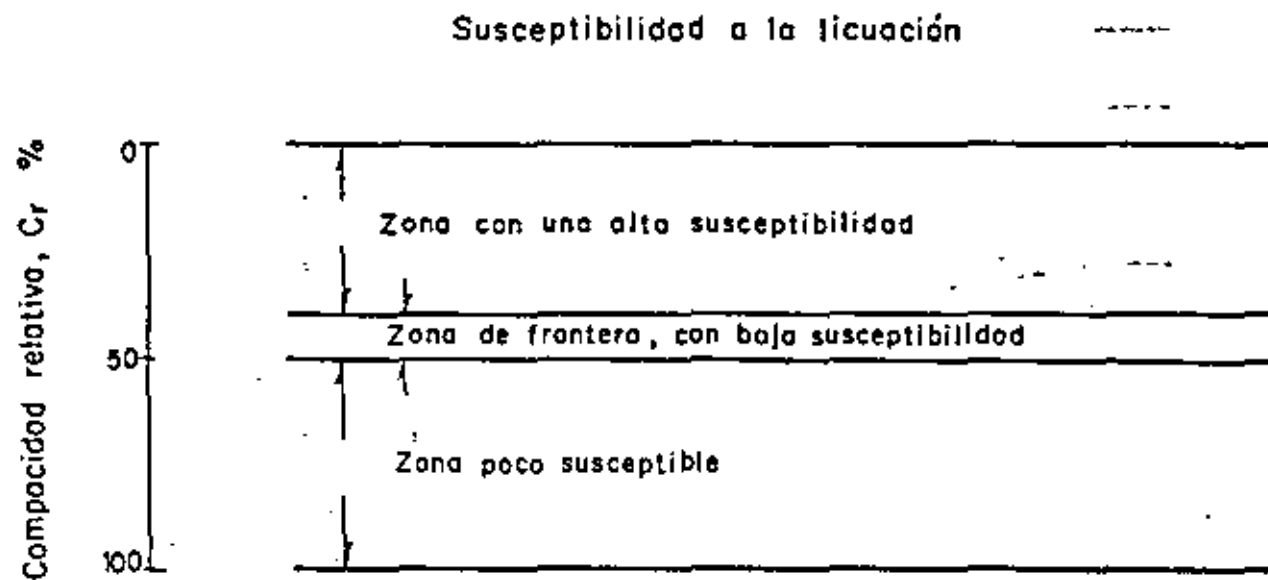 Susceptibilidad a la licuación
Compacidad relativa, Cr %
0
Zona con una alta susceptibilidad
Zona de frontera, con baja susceptibilidad
50
Zona poco susceptible
100